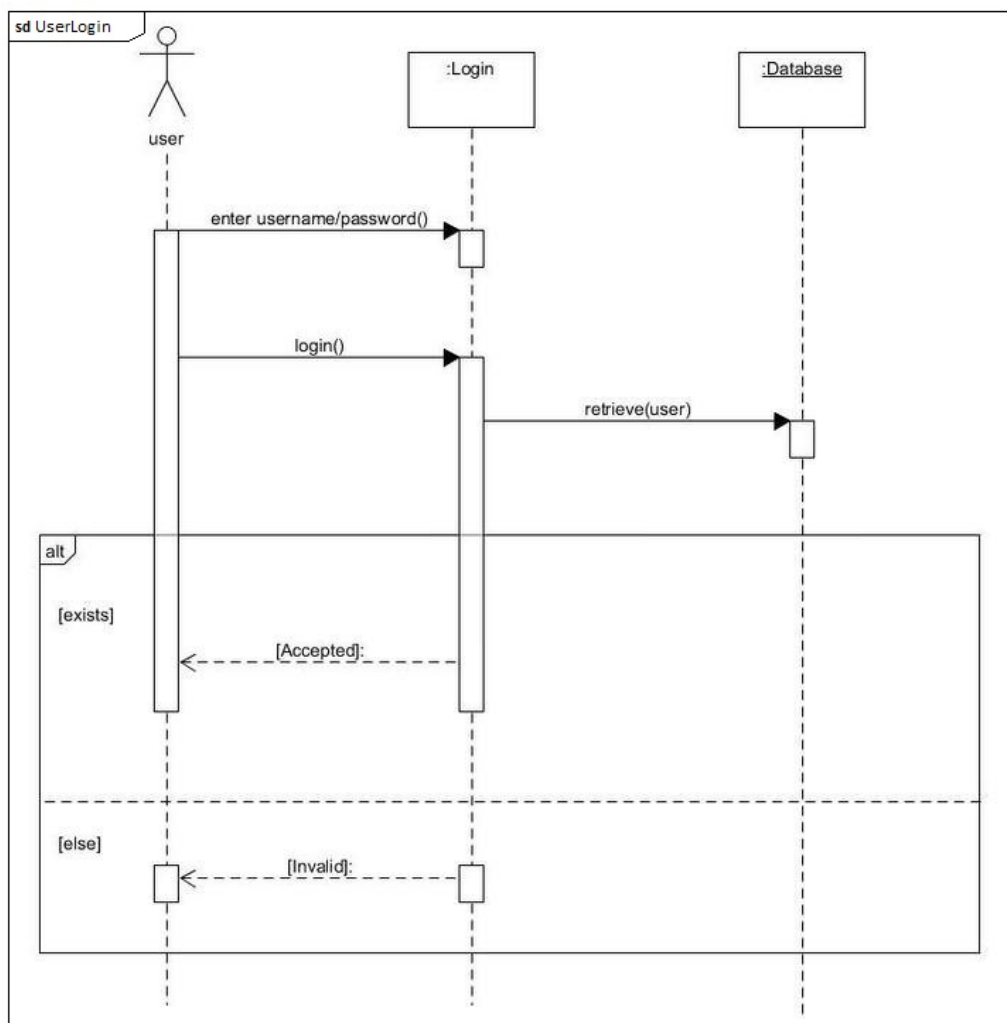 sd UserLogin
:Login
:Database
user
enter username/password()
login()
retrieve(user)
alt
[exists]
[Accepted]:
[else]
[Invalid]: